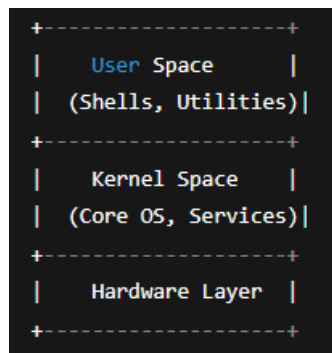 +---------------------+
|    User Space       |
|  (Shells, Utilities)|
+---------------------+
|    Kernel Space     |
|  (Core OS, Services)|
+---------------------+
|    Hardware Layer   |
+---------------------+